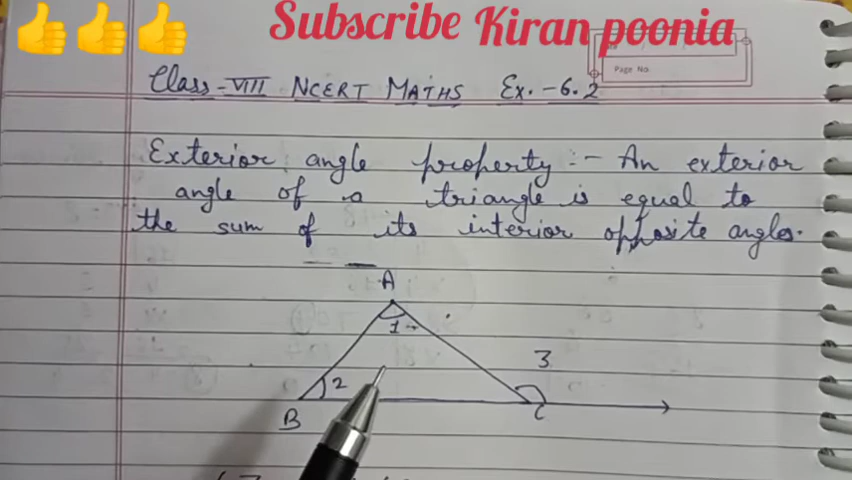 Subscribe Kiran poonia
Page No.
Class-VIII NCERT MATHS Ex.-6.2
Exterior angle property :- An exterior
angle of a triangle is equal to
the sum of its interior opposite angles.
A
1
3
2
B
C